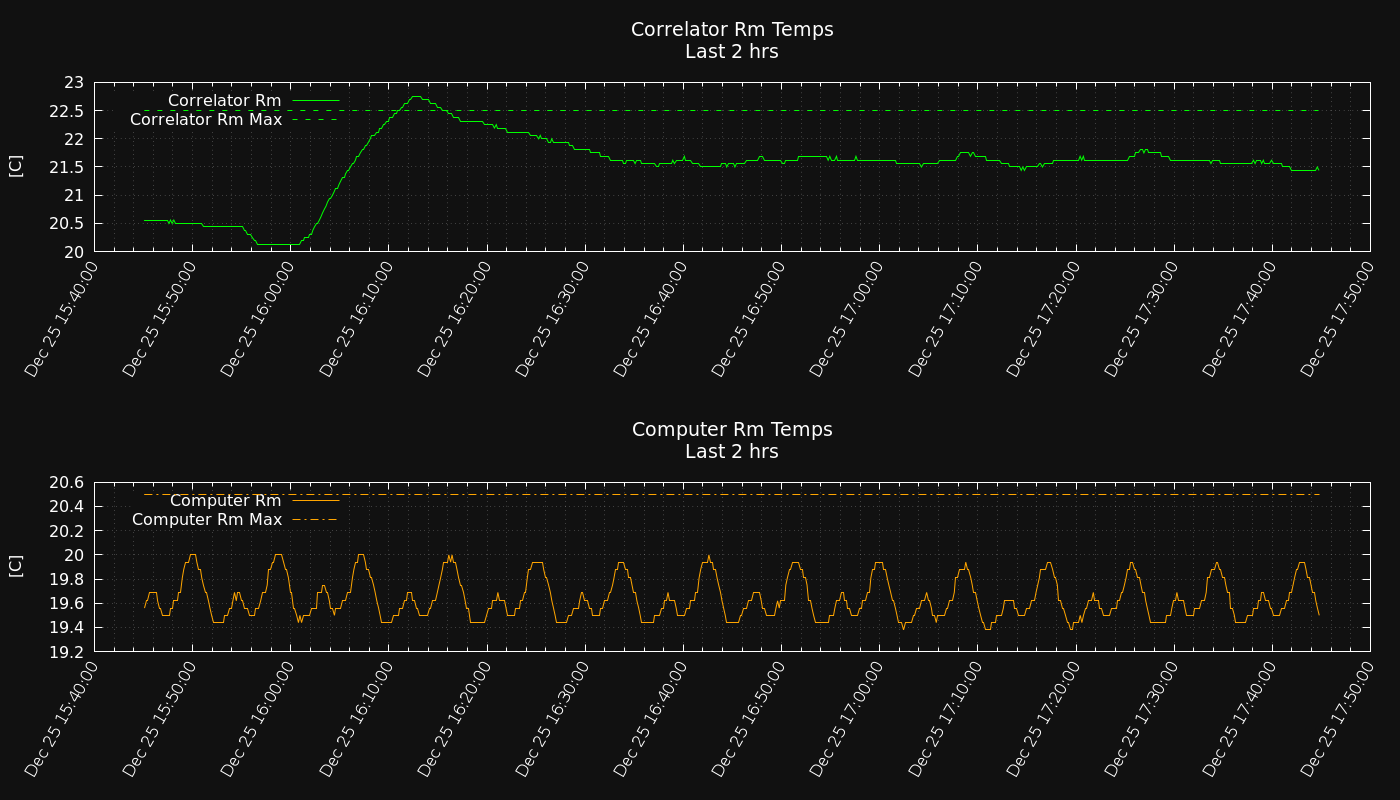 Correlator Rm Temps
Last 2 hrs
23
22.5
22
21.5
21
20.5
20
[C]
Correlator Rm
Correlator Rm Max
Dec 25 15:40:00
Dec 25 15:50:00
Dec 25 16:00:00
Dec 25 16:10:00
Dec 25 16:20:00
Dec 25 16:30:00
Dec 25 16:40:00
Dec 25 16:50:00
Dec 25 17:00:00
Dec 25 17:10:00
Dec 25 17:20:00
Dec 25 17:30:00
Dec 25 17:40:00
Dec 25 17:50:00
Computer Rm Temps
Last 2 hrs
20.6
20.4
20.2
20
19.8
19.6
19.4
19.2
[C]
Computer Rm
Computer Rm Max
Dec 25 15:40:00
Dec 25 15:50:00
Dec 25 16:00:00
Dec 25 16:10:00
Dec 25 16:20:00
Dec 25 16:30:00
Dec 25 16:40:00
Dec 25 16:50:00
Dec 25 17:00:00
Dec 25 17:10:00
Dec 25 17:20:00
Dec 25 17:30:00
Dec 25 17:40:00
Dec 25 17:50:00